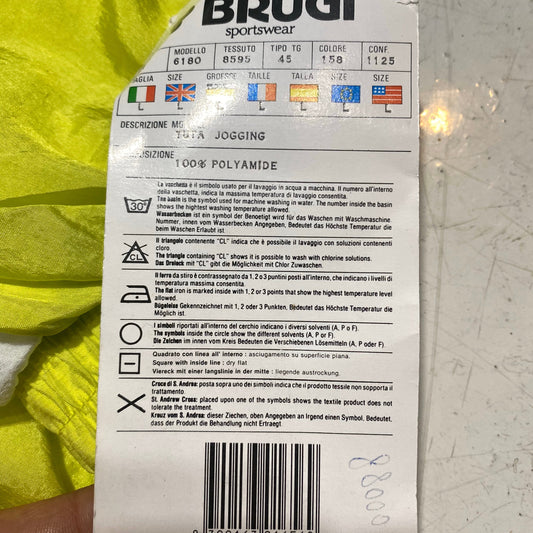 BRUGI
sportswear
MODELLO TESSUTO TIPO TG COLORE CONF.
6180 8595 45 158 1125
SIZE GROESSE TAILLE TALLA SIZE SIZE
L L L L L L L
DESCRIZIONE MO
TUTA JOGGING
100% POLYAMIDE
La vaschetta è il simbolo usato per il lavaggio in acqua a macchina. Il numero all'interno
della vaschetta, indica la massima temperatura di lavaggio consentita.
The basin is the symbol used for machine washing in water. The number inside the basin
shows the highest washing temperature allowed.
Wasserbecken ist ein Symbol der Benoetigt wird für das Waschen mit Waschmaschine.
Nummer, innen vom Wasserbecken Angegeben, Bedeutet das Höchste Temperatur die
beim Waschen Erlaubt Wird.
30°
Il triangolo contenente "CL" indica che è possibile il lavaggio con soluzioni contenenti
cloro.
The triangle containing "CL" shows it is possible to wash with chlorine solutions.
Das Dreieck mit "CL" gibt die Möglichkeit mit Chlor Zuwaschen.
CL
Il ferro da stiro è contrassegnato da 1, 2 o 3 punti posti all'interno, che indicano i livelli di
temperatura massima consentita.
The flat iron is marked inside with 1, 2 or 3 points that show the highest temperature level
allowed.
Bügeleise Gekennzeichnet mit 1, 2 oder 3 Punkten, Bedeutet das Höchste Temperatur die
Möglich ist.
I simboli riportati all'interno del cerchio indicano i diversi solventi (A, P o F).
The symbols inside the circle show the different solvents (A, P o F).
Die Zeichen im innen vom Kreis Bedeuten die Verschiebenen Lösemitteln (A, P oder F).
Quadrato con linea all' interno : asciugamento su superficie piana.
Square with inside line : dry flat
Viereck mit einer langslinie in der mitte : liegende austrockung.
Croce di S. Andrea: posta sopra uno dei simboli indica che il prodotto tessile non sopporta il
trattamento.
St. Andrew Cross: placed upon one of the symbols shows the textile product does not
tolerate the treatment.
Kreuz vom S. Andrea: dieser Ziechen, oben Angegeben an Irgend einen Symbol, Bedeutet,
dass der Produkt die Behandlung nicht Ertraegt
88000